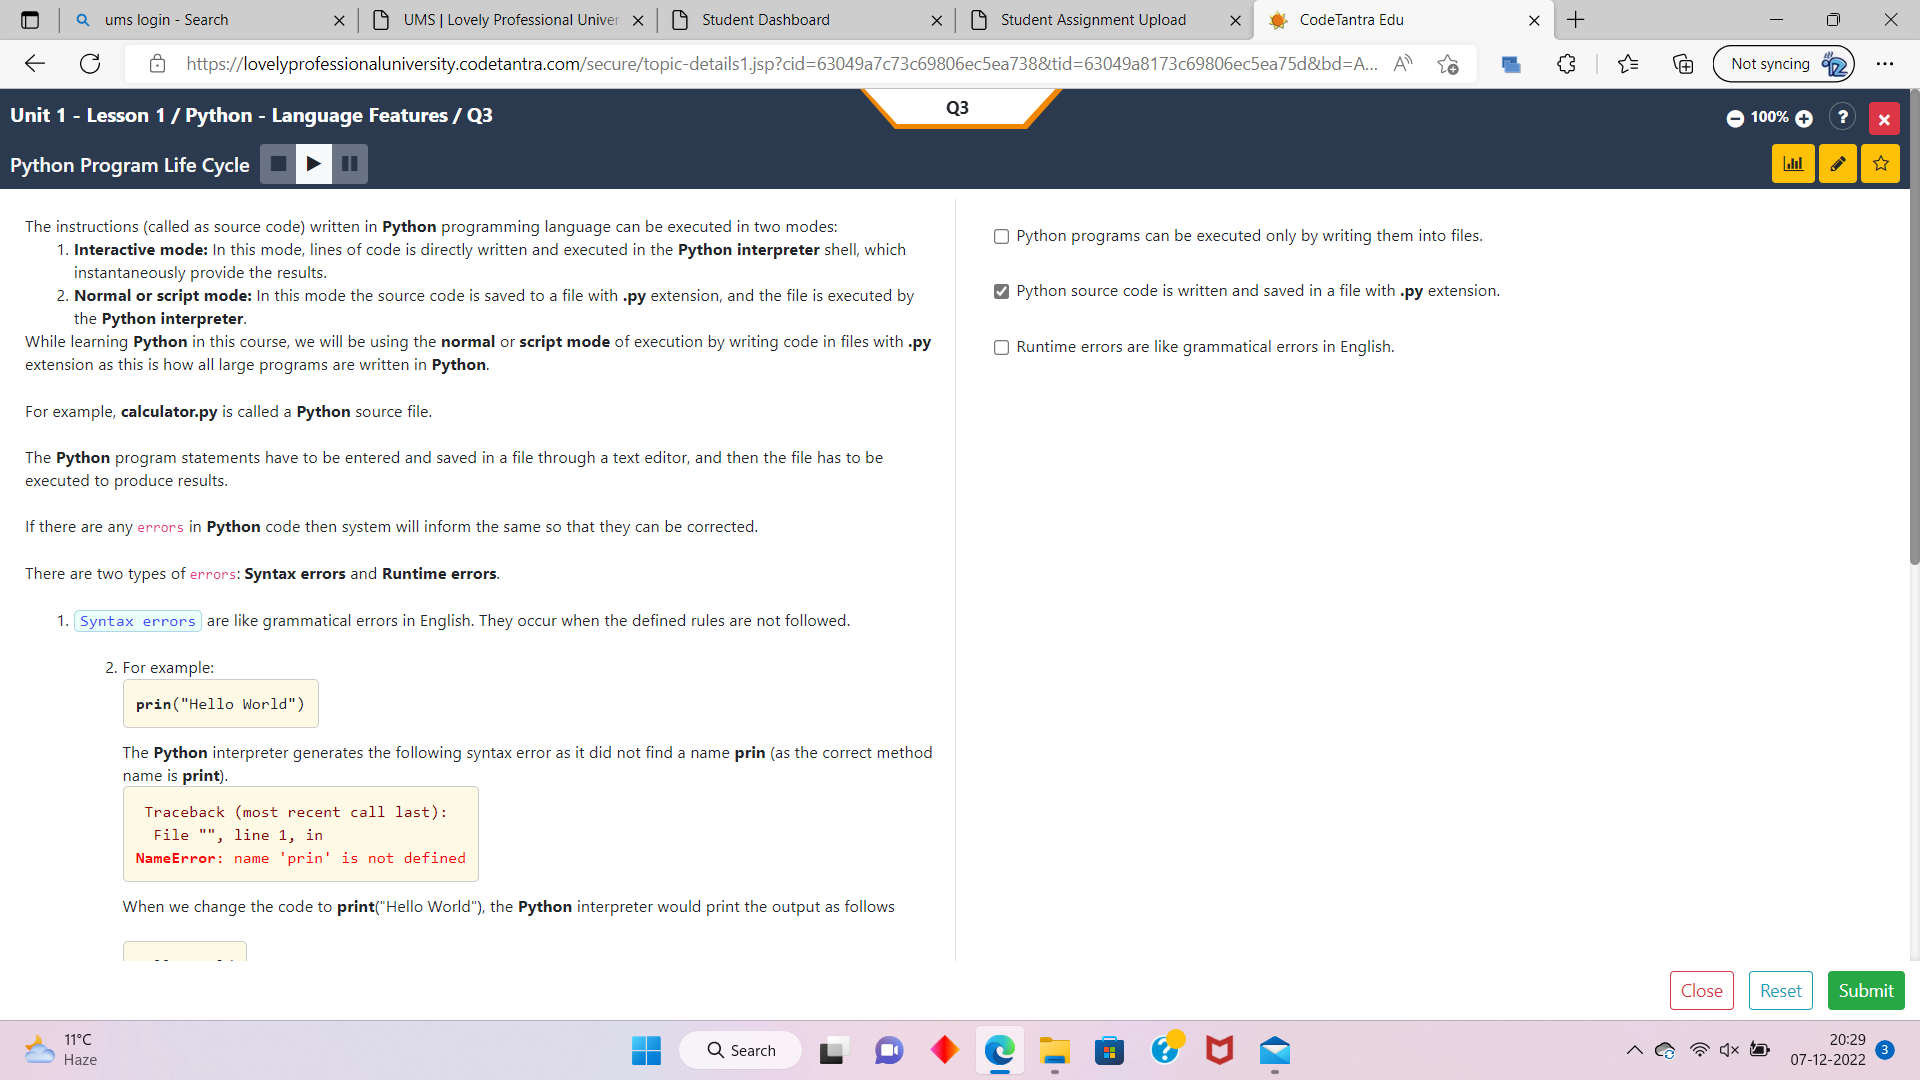 ums login - Search
UMS | Lovely Professional Univer
Student Dashboard
Student Assignment Upload
CodeTantra Edu
https://lovelyprofessionaluniversity.codetantra.com/secure/topic-details1.jsp?cid=63049a7c73c69806ec5ea738&tid=63049a8173c69806ec5ea75d&bd=A...
Not syncing
Unit 1 - Lesson 1 / Python - Language Features / Q3
Q3
100%
?
Python Program Life Cycle
The instructions (called as source code) written in Python programming language can be executed in two modes:
1. Interactive mode: In this mode, lines of code is directly written and executed in the Python interpreter shell, which
instantaneously provide the results.
2. Normal or script mode: In this mode the source code is saved to a file with .py extension, and the file is executed by
the Python interpreter.
While learning Python in this course, we will be using the normal or script mode of execution by writing code in files with .py
extension as this is how all large programs are written in Python.
For example, calculator.py is called a Python source file.
The Python program statements have to be entered and saved in a file through a text editor, and then the file has to be
executed to produce results.
If there are any errors in Python code then system will inform the same so that they can be corrected.
There are two types of errors: Syntax errors and Runtime errors.
1. Syntax errors are like grammatical errors in English. They occur when the defined rules are not followed.
2. For example:
prin("Hello World")
The Python interpreter generates the following syntax error as it did not find a name prin (as the correct method
name is print).
Traceback (most recent call last):
File "", line 1, in
NameError: name 'prin' is not defined
When we change the code to print("Hello World"), the Python interpreter would print the output as follows
Python programs can be executed only by writing them into files.
Python source code is written and saved in a file with .py extension.
Runtime errors are like grammatical errors in English.
Close
Reset
Submit
11°C
Haze
Search
20:29
07-12-2022
3